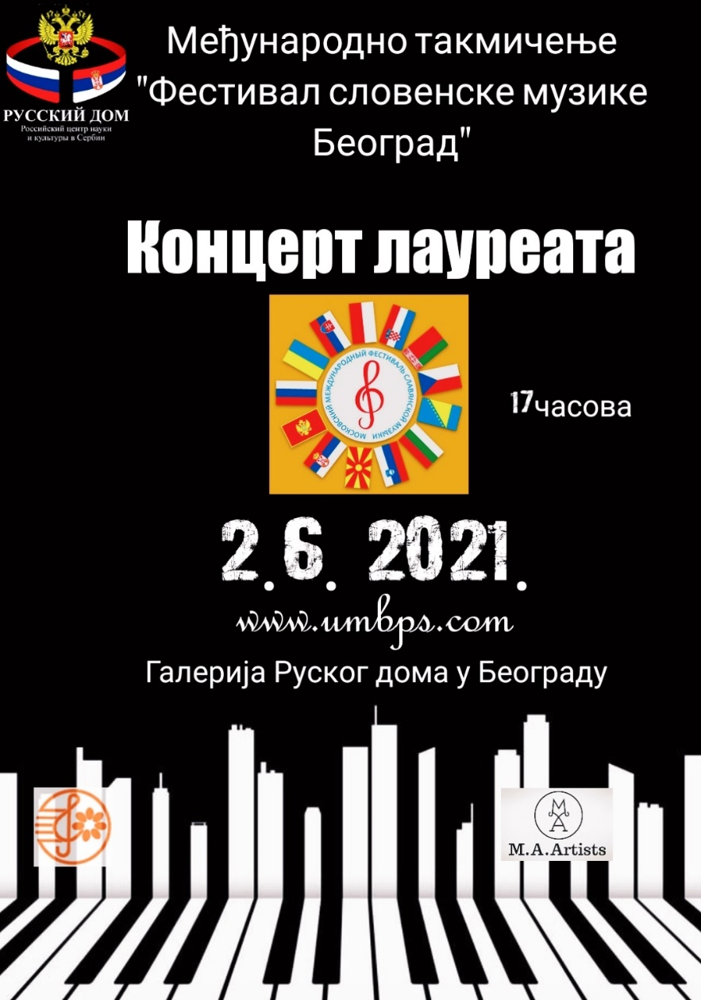 РУССКИЙ ДОМ
Российский центр науки
и культуры в Сербии
Међународно такмичење
"Фестивал словенске музике
Београд"
Концерт лауреата
МОСКОВСКИЙ МЕЖДУНАРОДНЫЙ ФЕСТИВАЛЬ СЛАВЯНСКОЙ МУЗЫКИ
17часова
2.6. 2021.
www.umbps.com
Галерија Руског дома у Београду
MA
M.A.Artists